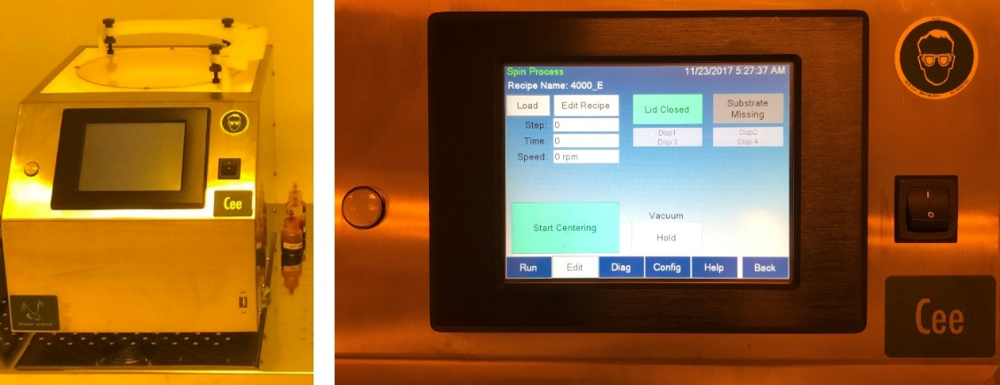 Cee
brewer science
Spin Process
11/23/2017 5:27:37 AM
Recipe Name: 4000_E
Load
Edit Recipe
Lid Closed
Substrate
Missing
Step: 0
Disp1
Disp 3
Disp2
Disp 4
Time: 0
Speed: 0 rpm
Start Centering
Vacuum
Hold
Run
Edit
Diag
Config
Help
Back
I
O
Cee